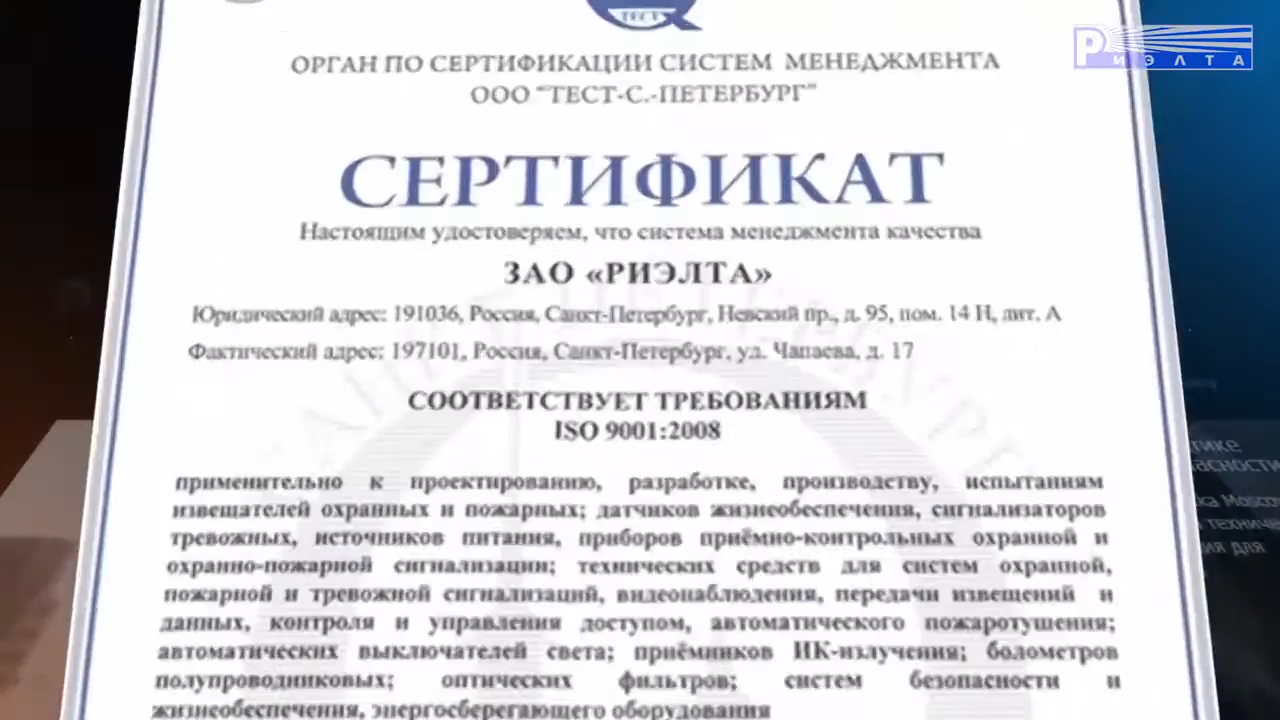 ТЕСТ
РИЭЛТА
ОРГАН ПО СЕРТИФИКАЦИИ СИСТЕМ МЕНЕДЖМЕНТА
ООО "ТЕСТ-С.-ПЕТЕРБУРГ"
СЕРТИФИКАТ
Настоящим удостоверяем, что система менеджмента качества
ЗАО «РИЭЛТА»
Юридический адрес: 191036, Россия, Санкт-Петербург, Невский пр., д. 95, пом. 14 Н, лит. А
Фактический адрес: 197101, Россия, Санкт-Петербург, ул. Чапаева, д. 17
СООТВЕТСТВУЕТ ТРЕБОВАНИЯМ
ISO 9001:2008
применительно к проектированию, разработке, производству, испытаниям
извещателей охранных и пожарных; датчиков жизнеобеспечения, сигнализаторов
тревожных, источников питания, приборов приёмно-контрольных охранной и
охранно-пожарной сигнализации; технических средств для систем охранной,
пожарной и тревожной сигнализаций, видеонаблюдения, передачи извещений и
данных, контроля и управления доступом, автоматического пожаротушения;
автоматических выключателей света; приёмников ИК-излучения; болометров
полупроводниковых; оптических фильтров; систем безопасности и
жизнеобеспечения, энергосберегающего оборудования